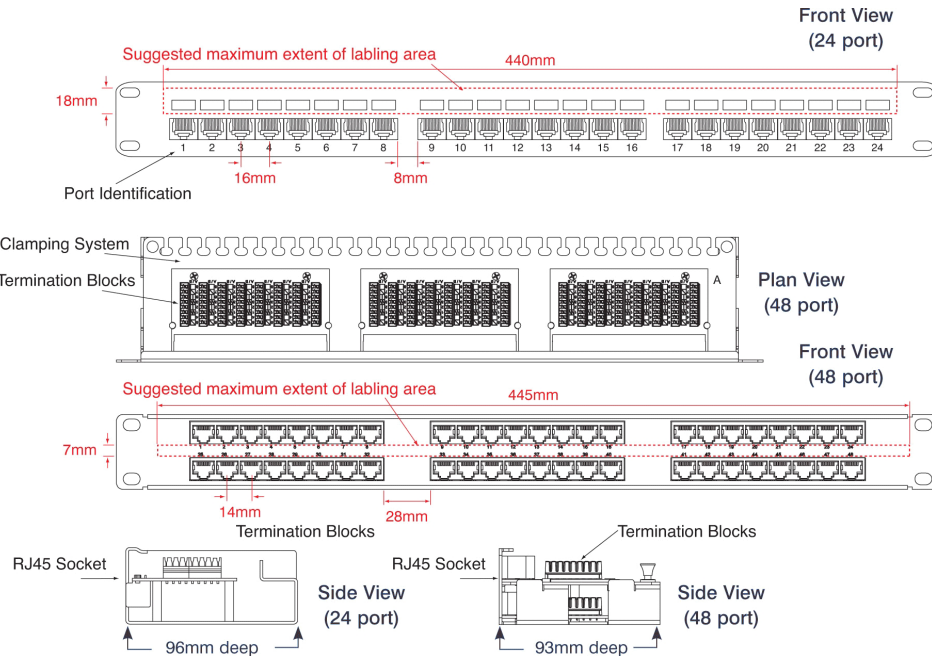 Front View
(24 port)
Suggested maximum extent of labling area
440mm
18mm
1 2 3 4 5 6 7 8 9 10 11 12 13 14 15 16 17 18 19 20 21 22 23 24
16mm
8mm
Port Identification
Clamping System
Termination Blocks
A
Plan View
(48 port)
Front View
(48 port)
Suggested maximum extent of labling area
445mm
7mm
14mm
28mm
Termination Blocks
Termination Blocks
RJ45 Socket
RJ45 Socket
Side View
(24 port)
Side View
(48 port)
96mm deep
93mm deep